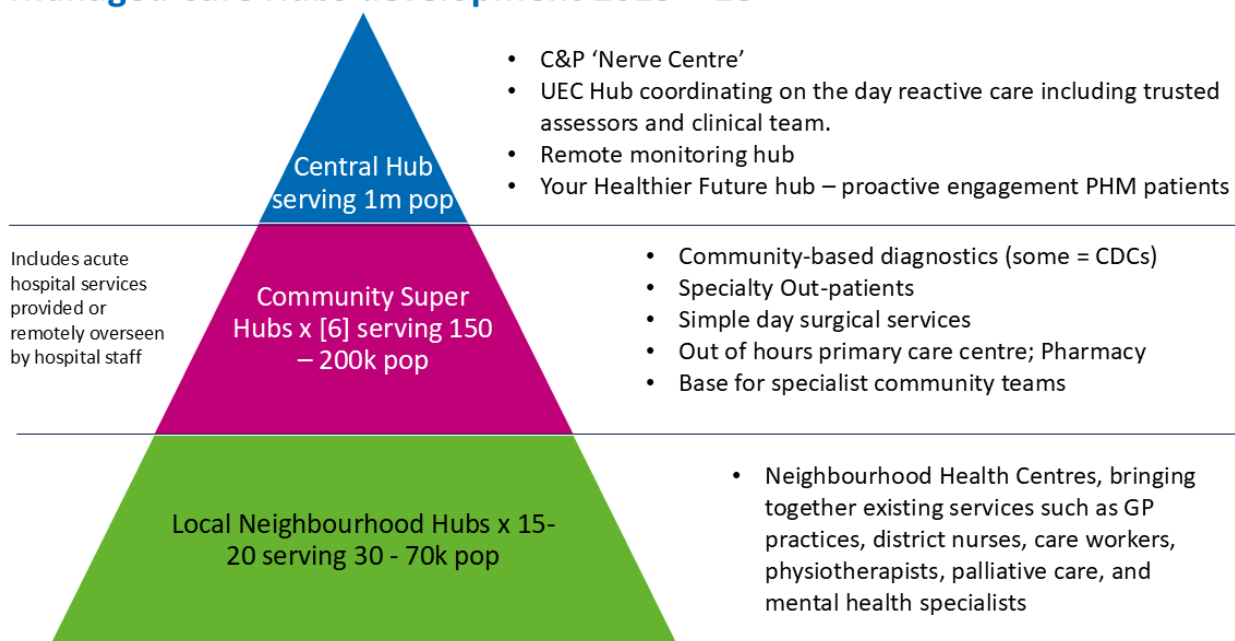 • C&P ‘Nerve Centre’
• UEC Hub coordinating on the day reactive care including trusted
assessors and clinical team.
• Remote monitoring hub
• Your Healthier Future hub – proactive engagement PHM patients
Central Hub
serving 1m pop
Includes acute
hospital services
provided or
remotely overseen
by hospital staff
Community Super
Hubs x [6] serving 150
– 200k pop
• Community-based diagnostics (some = CDCs)
• Specialty Out-patients
• Simple day surgical services
• Out of hours primary care centre; Pharmacy
• Base for specialist community teams
Local Neighbourhood Hubs x 15-
20 serving 30 - 70k pop
• Neighbourhood Health Centres, bringing
together existing services such as GP
practices, district nurses, care workers,
physiotherapists, palliative care, and
mental health specialists